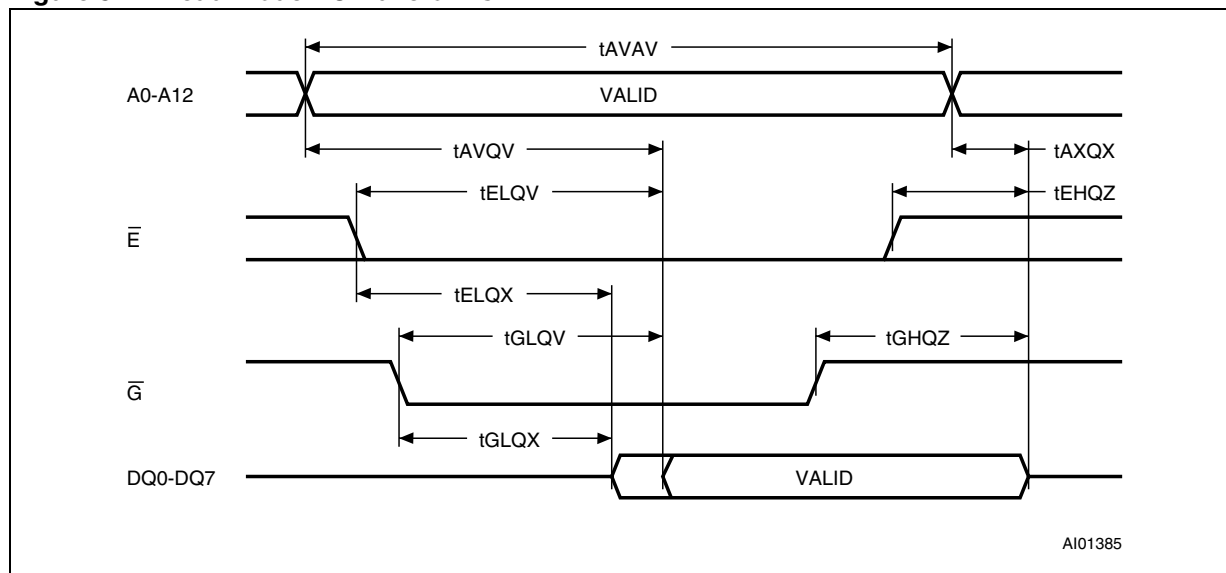 tAVAV
A0-A12
VALID
tAVQV
tAXQX
tELQV
tEHQZ
E
tELQX
tGLQV
tGHQZ
G
tGLQX
DQ0-DQ7
VALID
AI01385